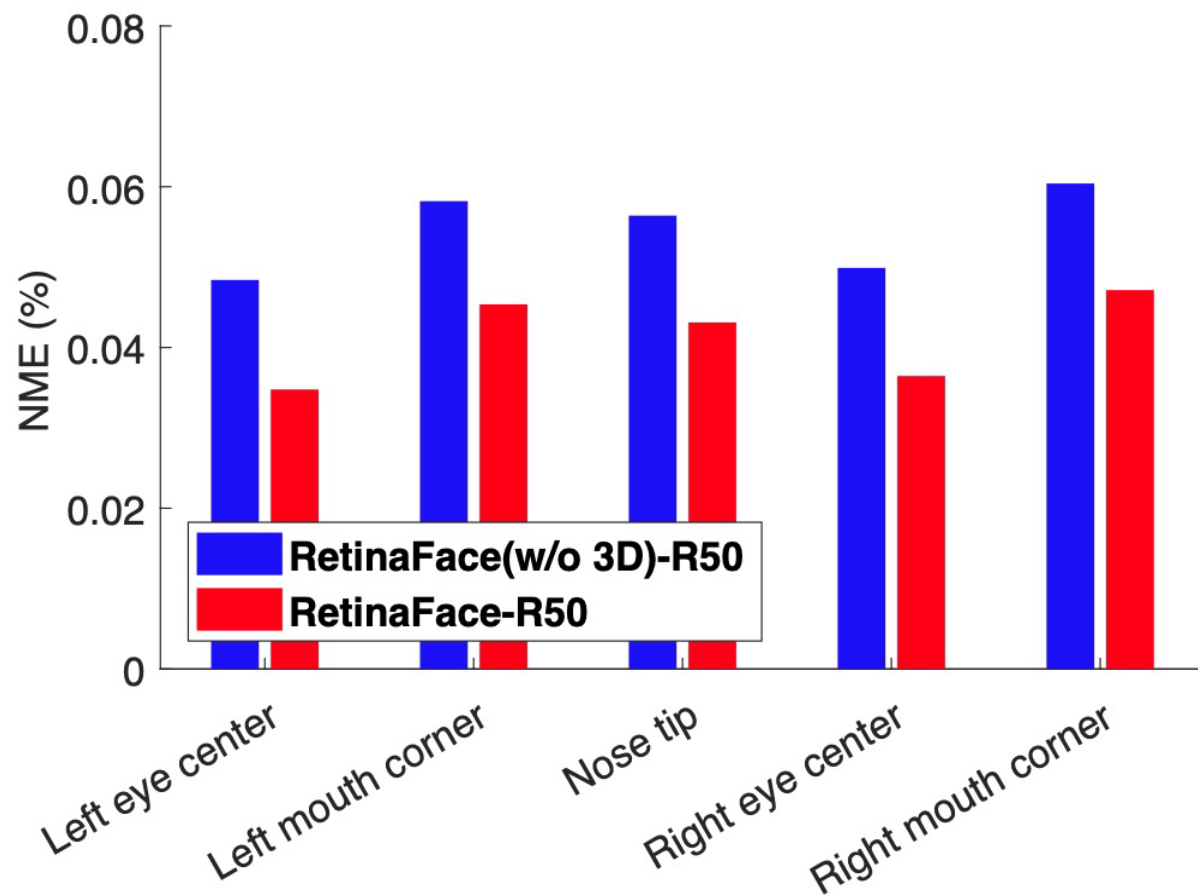 0.08
0.06
0.04
0.02
0
NME (%)
RetinaFace(w/o 3D)-R50
RetinaFace-R50
Left eye center
Left mouth corner
Nose tip
Right eye center
Right mouth corner